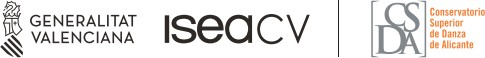 GENERALITAT
VALENCIANA
ISEACV
CSDA
Conservatorio
Superior
de Danza
de Alicante